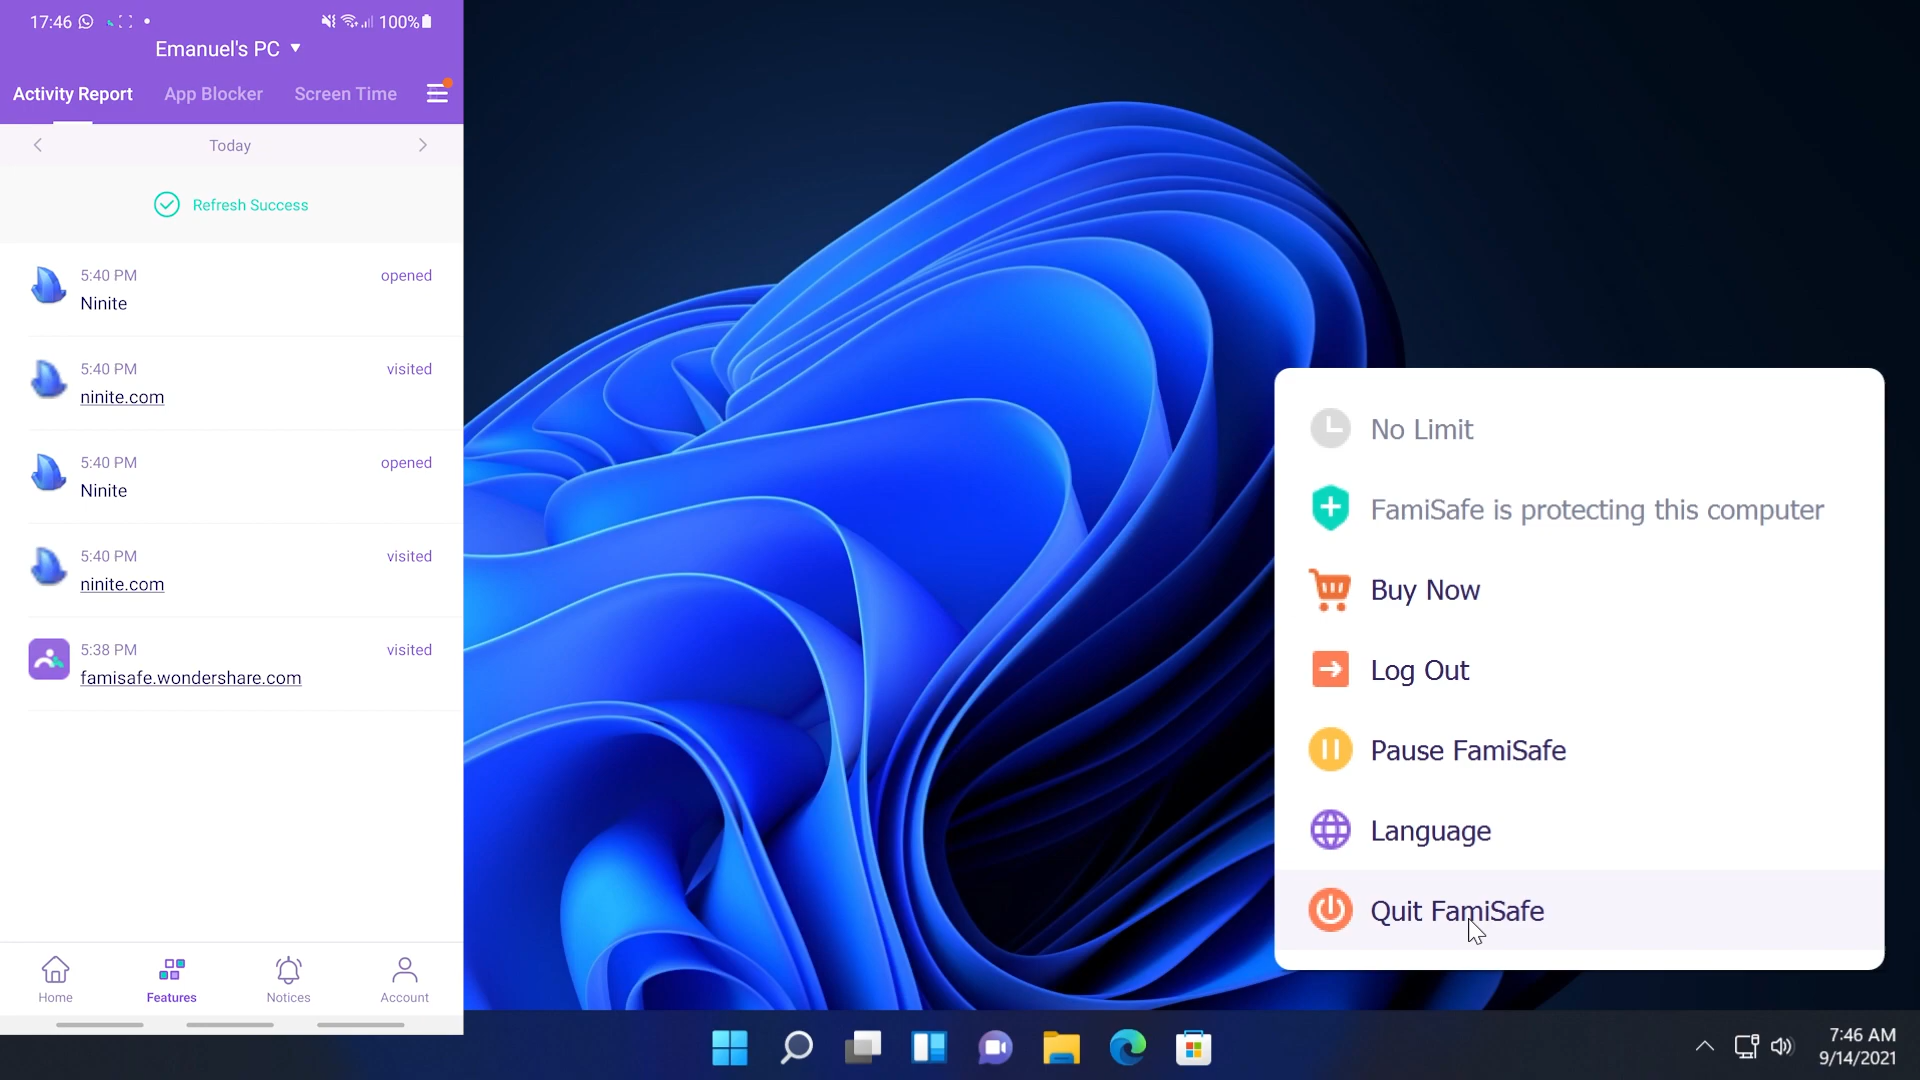 17:46 100%
Emanuel's PC
Activity Report App Blocker Screen Time
Today
Refresh Success
5:40 PM opened
Ninite
5:40 PM visited
ninite.com
5:40 PM opened
Ninite
5:40 PM visited
ninite.com
5:38 PM visited
famisafe.wondershare.com
Home Features Notices Account
No Limit
FamiSafe is protecting this computer
Buy Now
Log Out
Pause FamiSafe
Language
Quit FamiSafe
7:46 AM
9/14/2021